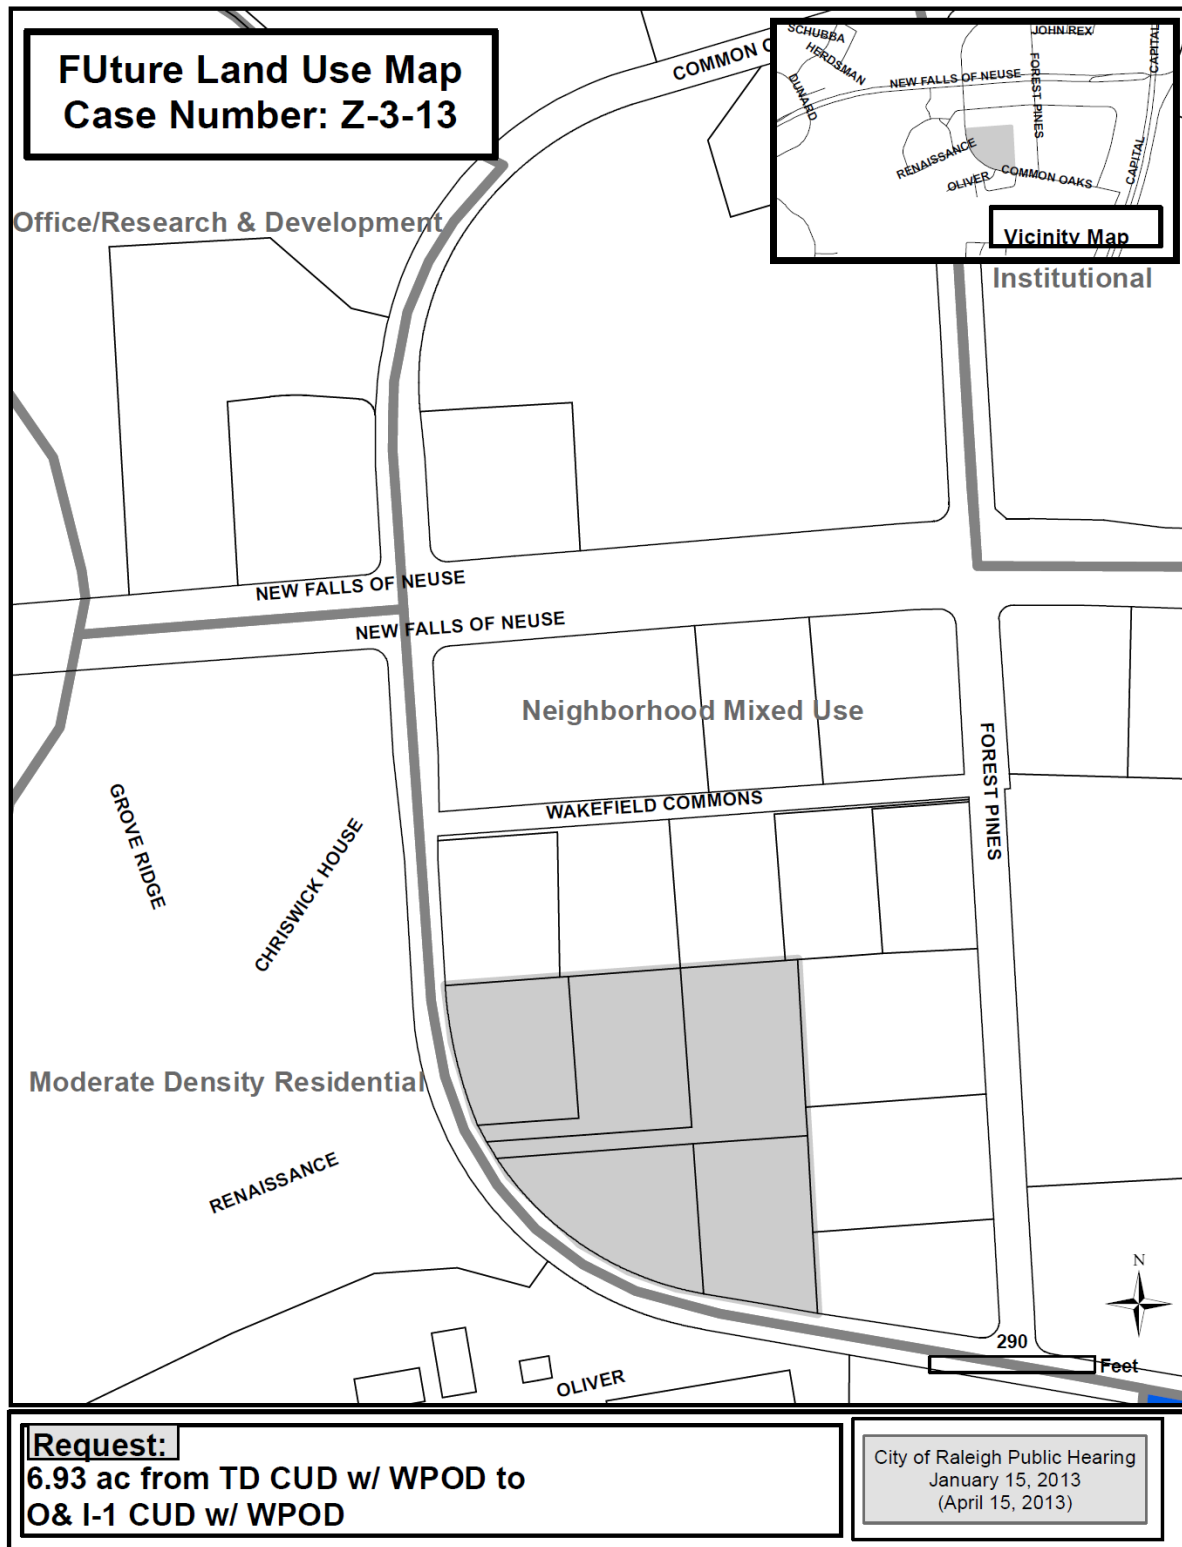 FUture Land Use Map
Case Number: Z-3-13
COMMON O
SCHUBBA
HERDSMAN
DUNARD
JOHN REX
NEW FALLS OF NEUSE
FOREST PINES
CAPITAL
CAPITAL
RENAISSANCE
OLIVER
COMMON OAKS
Vicinity Map
Office/Research & Development
Institutional
NEW FALLS OF NEUSE
NEW FALLS OF NEUSE
Neighborhood Mixed Use
FOREST PINES
WAKEFIELD COMMONS
GROVE RIDGE
CHRISWICK HOUSE
Moderate Density Residential
RENAISSANCE
N
290
Feet
OLIVER
Request:
6.93 ac from TD CUD w/ WPOD to
O& I-1 CUD w/ WPOD
City of Raleigh Public Hearing
January 15, 2013
(April 15, 2013)